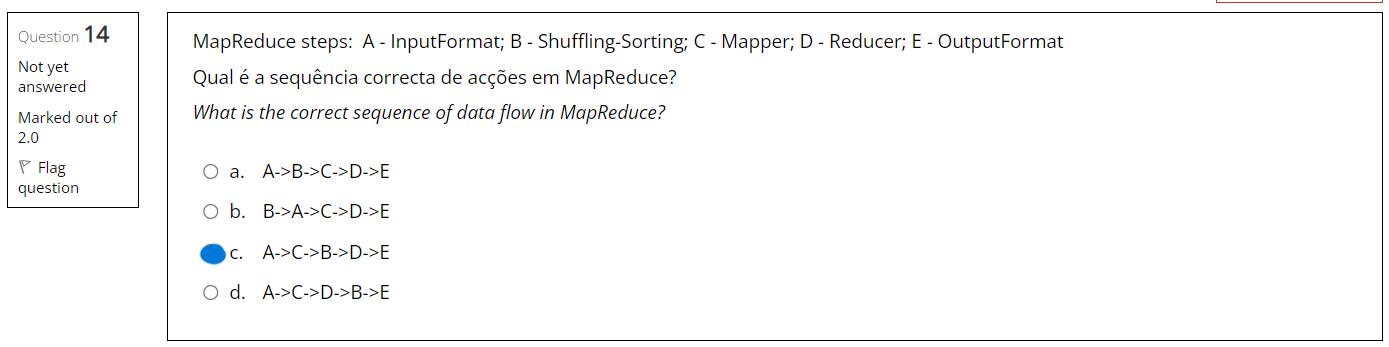 Question 14
Not yet
answered
Marked out of
2.0
Flag
question
MapReduce steps:  A - InputFormat; B - Shuffling-Sorting; C - Mapper; D - Reducer; E - OutputFormat
Qual é a sequência correcta de acções em MapReduce?
What is the correct sequence of data flow in MapReduce?
a. A->B->C->D->E
b. B->A->C->D->E
c. A->C->B->D->E
d. A->C->D->B->E